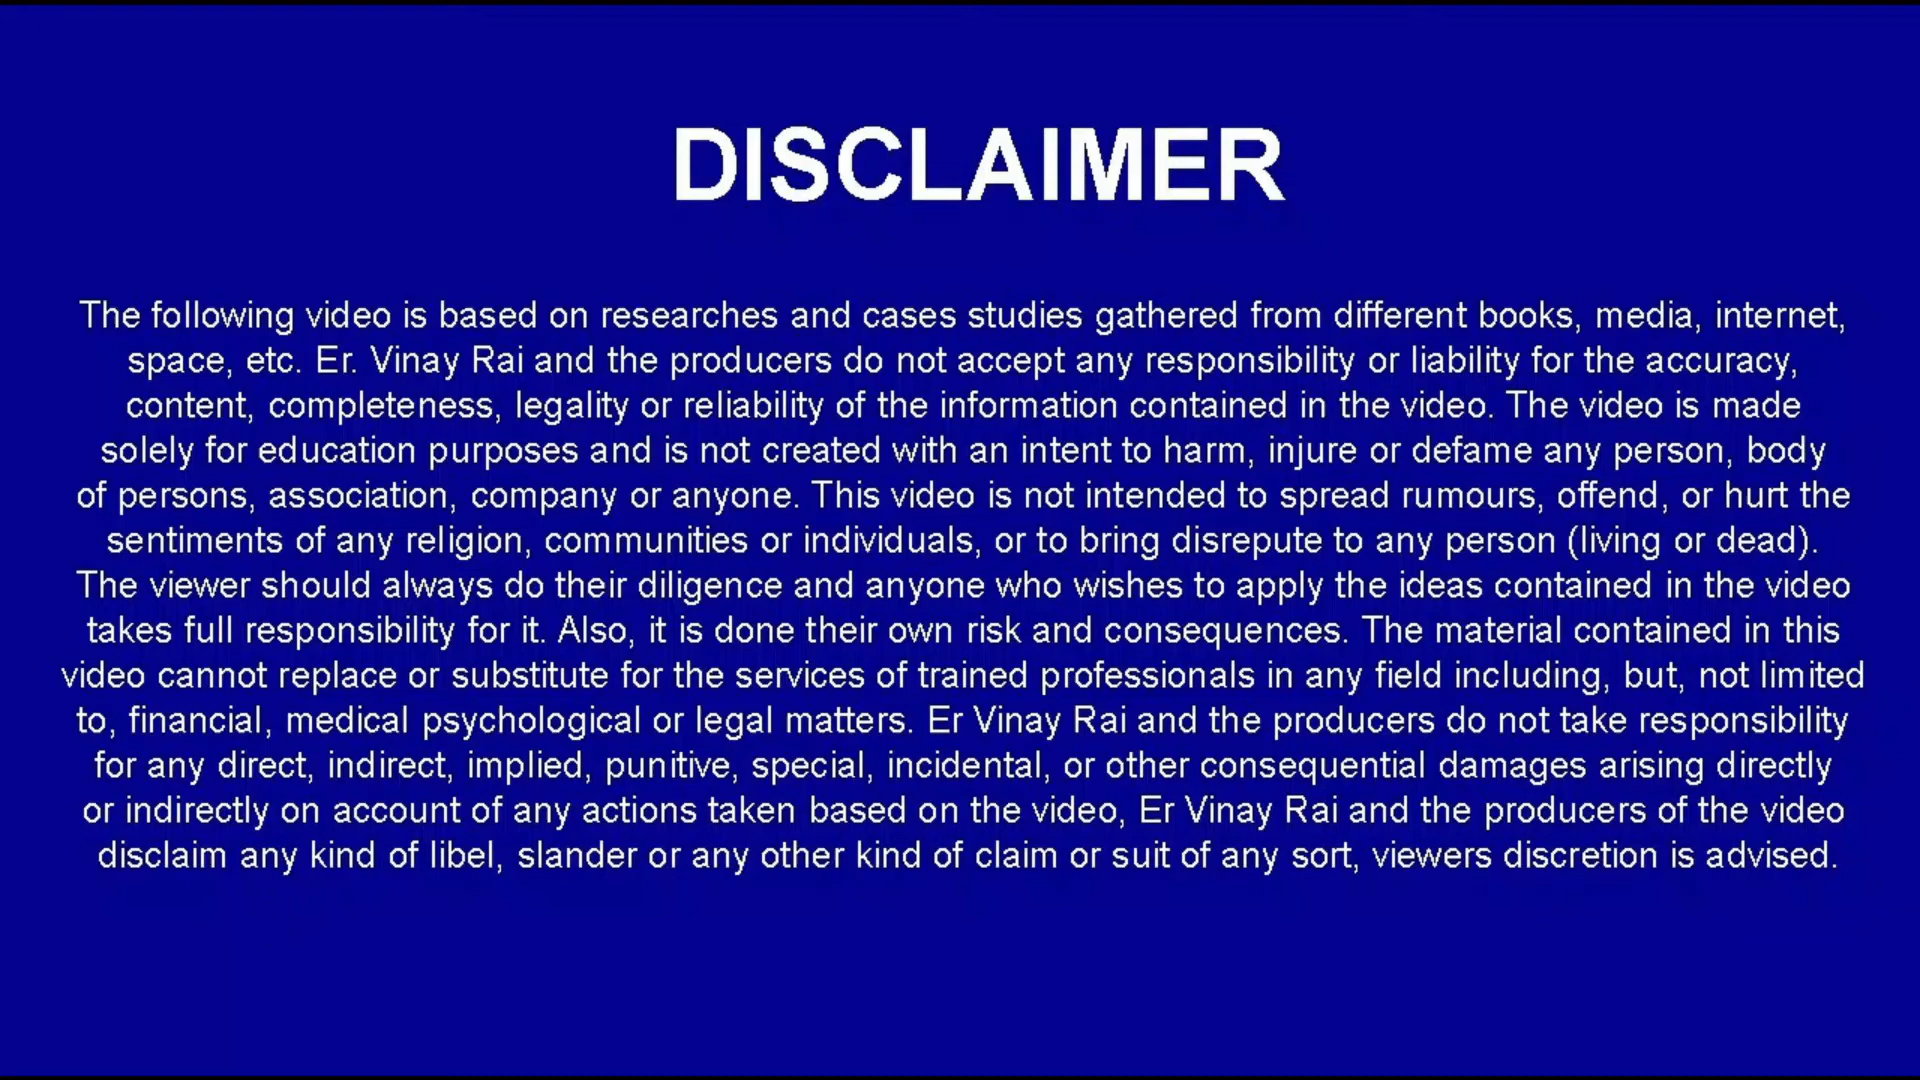 DISCLAIMER
The following video is based on researches and cases studies gathered from different books, media, internet,
space, etc. Er. Vinay Rai and the producers do not accept any responsibility or liability for the accuracy,
content, completeness, legality or reliability of the information contained in the video. The video is made
solely for education purposes and is not created with an intent to harm, injure or defame any person, body
of persons, association, company or anyone. This video is not intended to spread rumours, offend, or hurt the
sentiments of any religion, communities or individuals, or to bring disrepute to any person (living or dead).
The viewer should always do their diligence and anyone who wishes to apply the ideas contained in the video
takes full responsibility for it. Also, it is done their own risk and consequences. The material contained in this
video cannot replace or substitute for the services of trained professionals in any field including, but, not limited
to, financial, medical psychological or legal matters. Er Vinay Rai and the producers do not take responsibility
for any direct, indirect, implied, punitive, special, incidental, or other consequential damages arising directly
or indirectly on account of any actions taken based on the video, Er Vinay Rai and the producers of the video
disclaim any kind of libel, slander or any other kind of claim or suit of any sort, viewers discretion is advised.